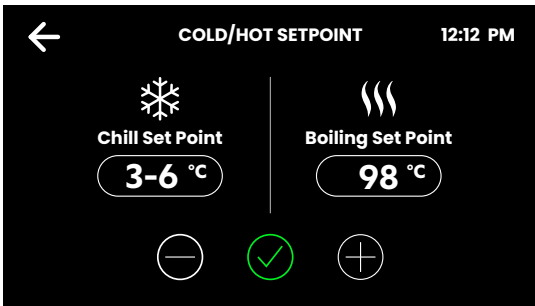 COLD/HOT SETPOINT 12:12 PM
Chill Set Point
3-6 °C
Boiling Set Point
98 °C